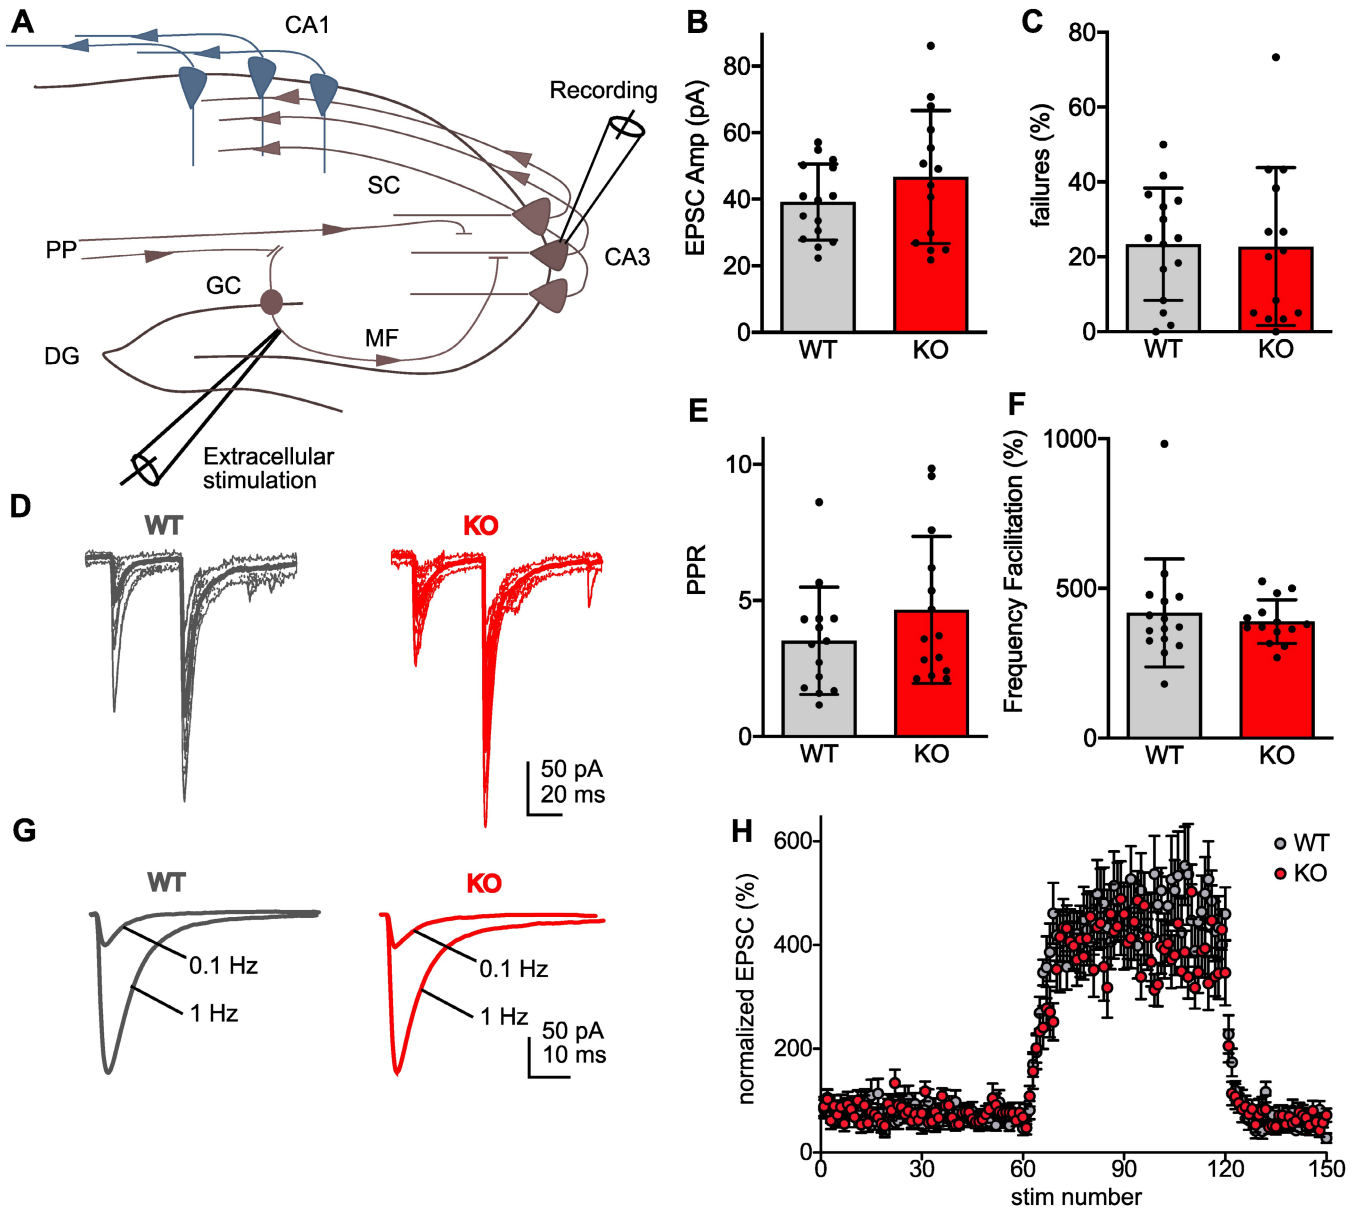 A
CA1
Recording
SC
PP
CA3
GC
MF
DG
Extracellular
stimulation
B
EPSC Amp (pA)
80
60
40
20
0
WT
KO
C
failures (%)
80
60
40
20
0
WT
KO
D
WT
KO
50 pA
20 ms
E
PPR
10
5
0
WT
KO
F
Frequency Facilitation (%)
1000
500
0
WT
KO
G
WT
KO
0.1 Hz
1 Hz
0.1 Hz
1 Hz
50 pA
10 ms
H
normalized EPSC (%)
600
400
200
0
WT
KO
0
30
60
90
120
150
stim number